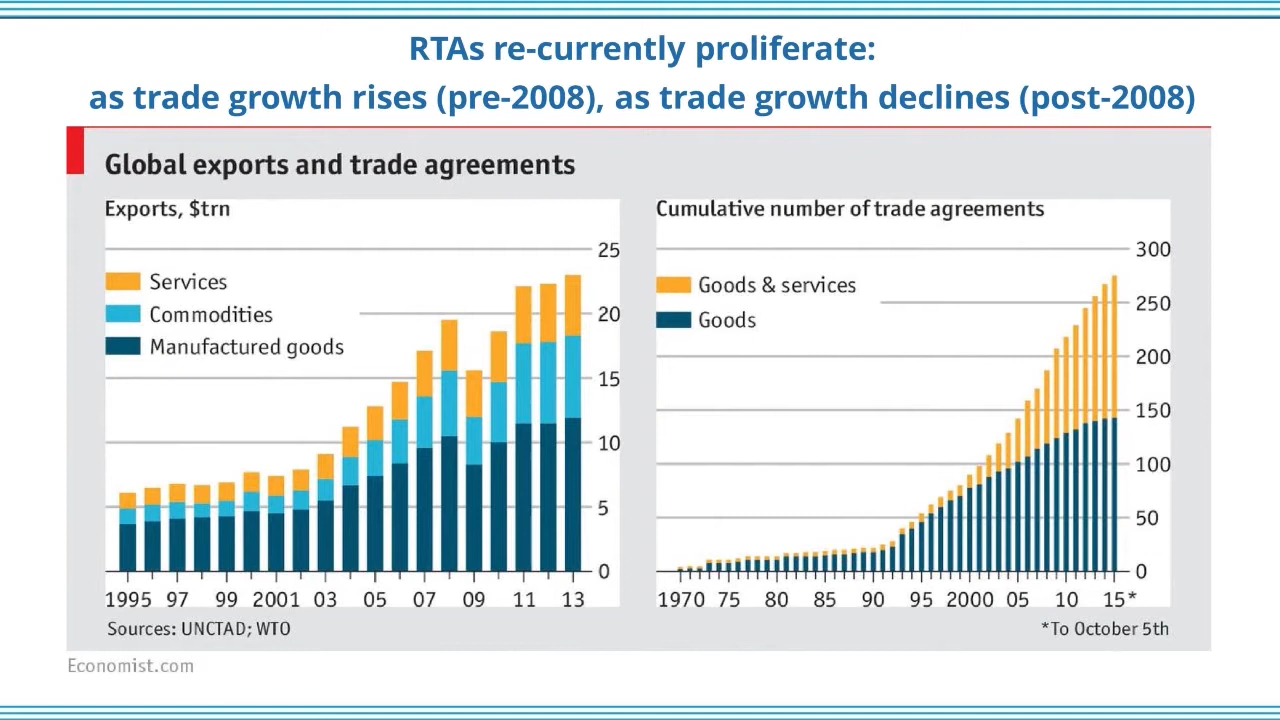 RTAs re-currently proliferate:
as trade growth rises (pre-2008), as trade growth declines (post-2008)
Global exports and trade agreements
Exports, $trn
25
Services
Commodities
20
Manufactured goods
15
10
5
0
1995 97 99 2001 03 05 07 09 11 13
Sources: UNCTAD; WTO
Cumulative number of trade agreements
300
Goods & services
250
Goods
200
150
100
50
0
1970 75 80 85 90 95 2000 05 10 15*
*To October 5th
Economist.com